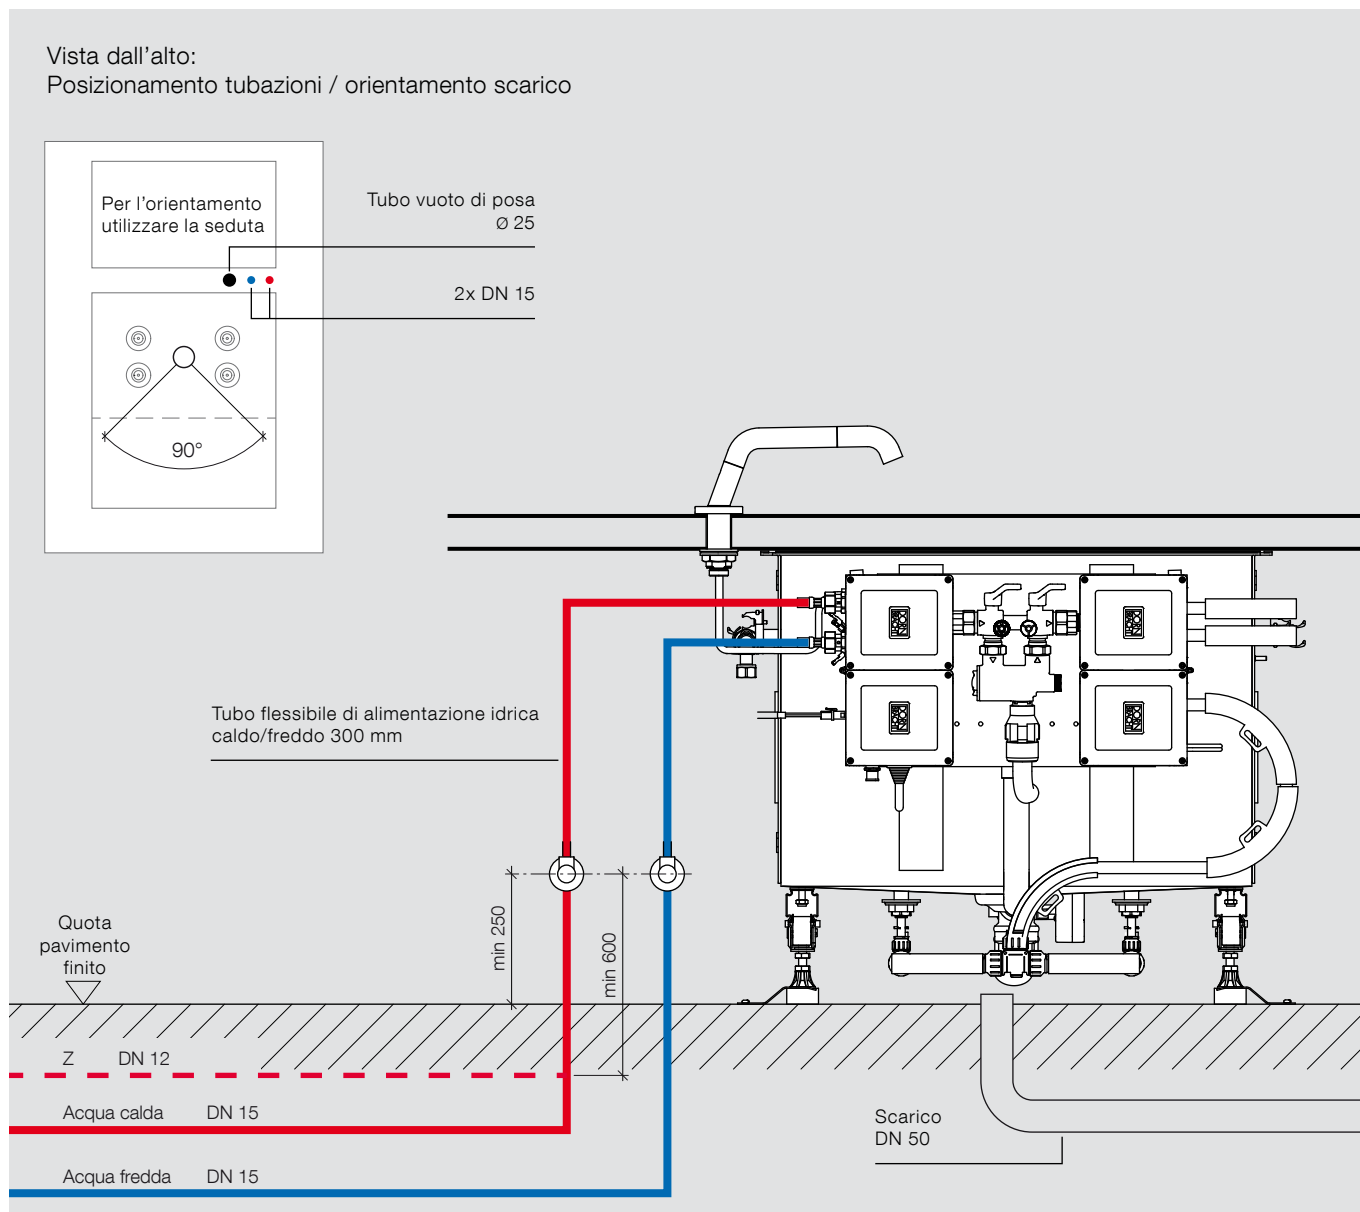 Vista dall'alto:
Posizionamento tubazioni / orientamento scarico
Per l'orientamento
utilizzare la seduta
Tubo vuoto di posa
Ø 25
2x DN 15
90°
Tubo flessibile di alimentazione idrica
caldo/freddo 300 mm
min 250
min 600
Quota
pavimento
finito
Z DN 12
Acqua calda DN 15
Acqua fredda DN 15
Scarico
DN 50